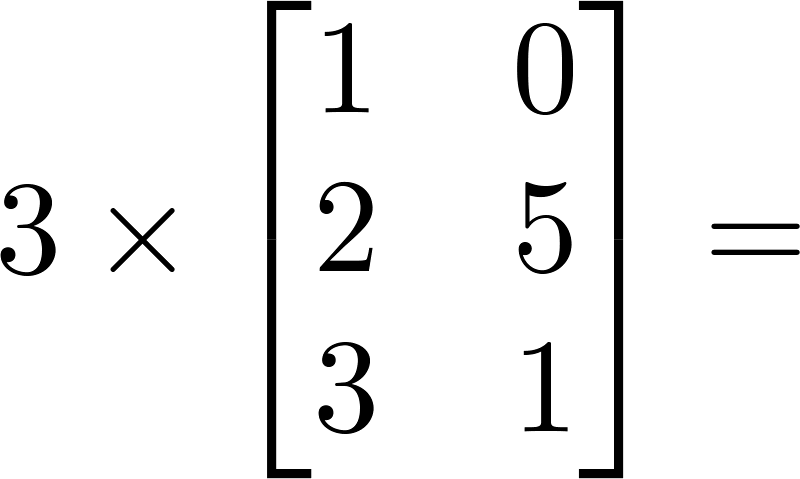 3 × [1 0
2 5
3 1] =